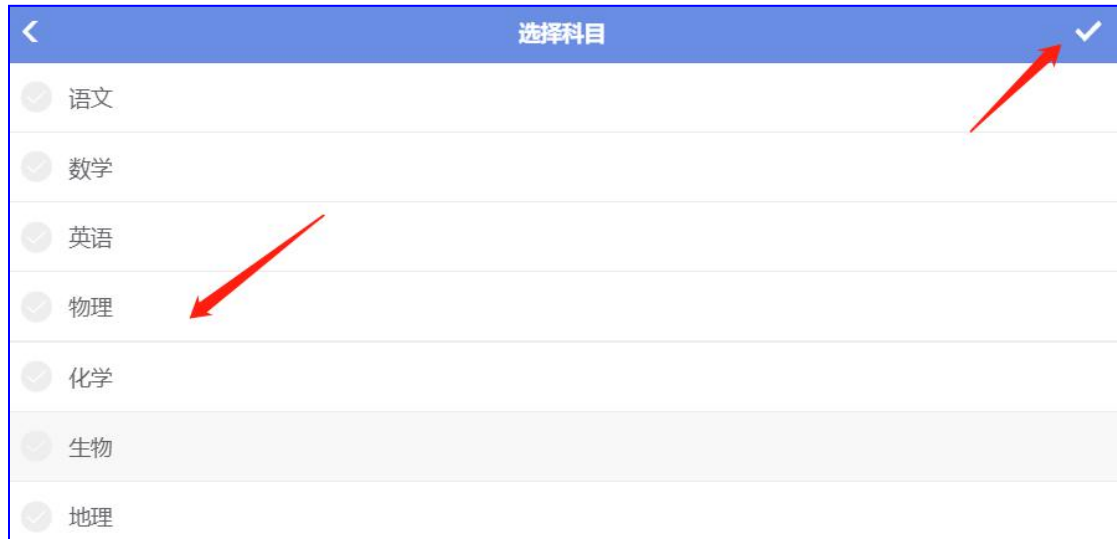 选择科目
语文
数学
英语
物理
化学
生物
地理